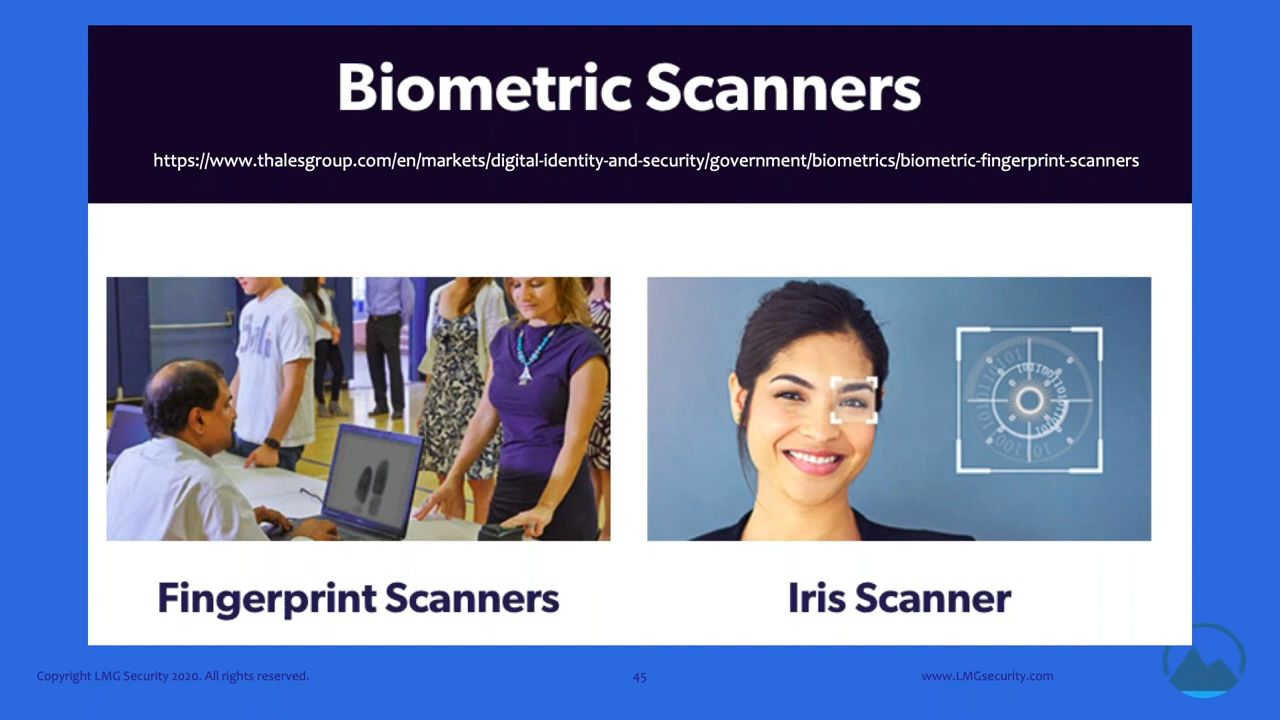 Biometric Scanners
https://www.thalesgroup.com/en/markets/digital-identity-and-security/government/biometrics/biometric-fingerprint-scanners
Fingerprint Scanners
Iris Scanner
Copyright LMG Security 2020. All rights reserved.
45
www.LMGsecurity.com